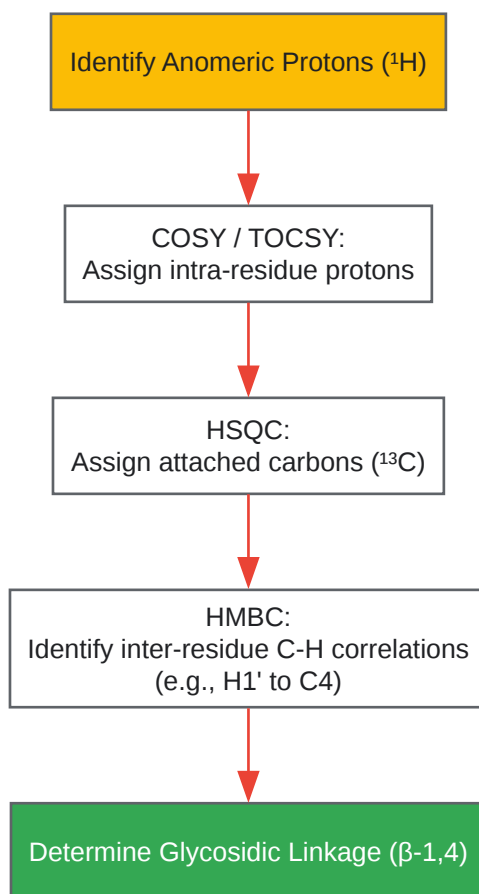 Identify Anomeric Protons (¹H)
COSY / TOCSY:
Assign intra-residue protons
HSQC:
Assign attached carbons (¹³C)
HMBC:
Identify inter-residue C-H correlations
(e.g., H1' to C4)
Determine Glycosidic Linkage (β-1,4)